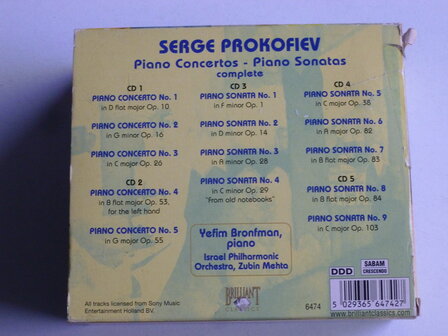 SERGE PROKOFIEV
Piano Concertos - Piano Sonatas
complete
CD 1
PIANO CONCERTO No. 1
in D flat major Op. 10
PIANO CONCERTO No. 2
in G minor Op. 16
PIANO CONCERTO No. 3
in C major Op. 26
CD 2
PIANO CONCERTO No. 4
in B flat major Op. 53,
for the left hand
PIANO CONCERTO No. 5
in G major Op. 55
CD 3
PIANO SONATA No. 1
in F minor Op. 1
PIANO SONATA No. 2
in D minor Op. 14
PIANO SONATA No. 3
in A minor Op. 28
PIANO SONATA No. 4
in C minor Op. 29
"From old notebooks"
Yefim Bronfman,
piano
Israel Philharmonic
Orchestra, Zubin Mehta
CD 4
PIANO SONATA No. 5
in C major Op. 38
PIANO SONATA No. 6
in A major Op. 82
PIANO SONATA No. 7
in B flat major Op. 83
CD 5
PIANO SONATA No. 8
in B flat major Op. 84
PIANO SONATA No. 9
in C major Op. 103
All tracks licensed from Sony Music
Entertainment Holland BV.
BRILLIANT
CLASSICS
6474
DDD
SABAM
CRESCENDO
5 029365 647427
www.brilliantclassics.com